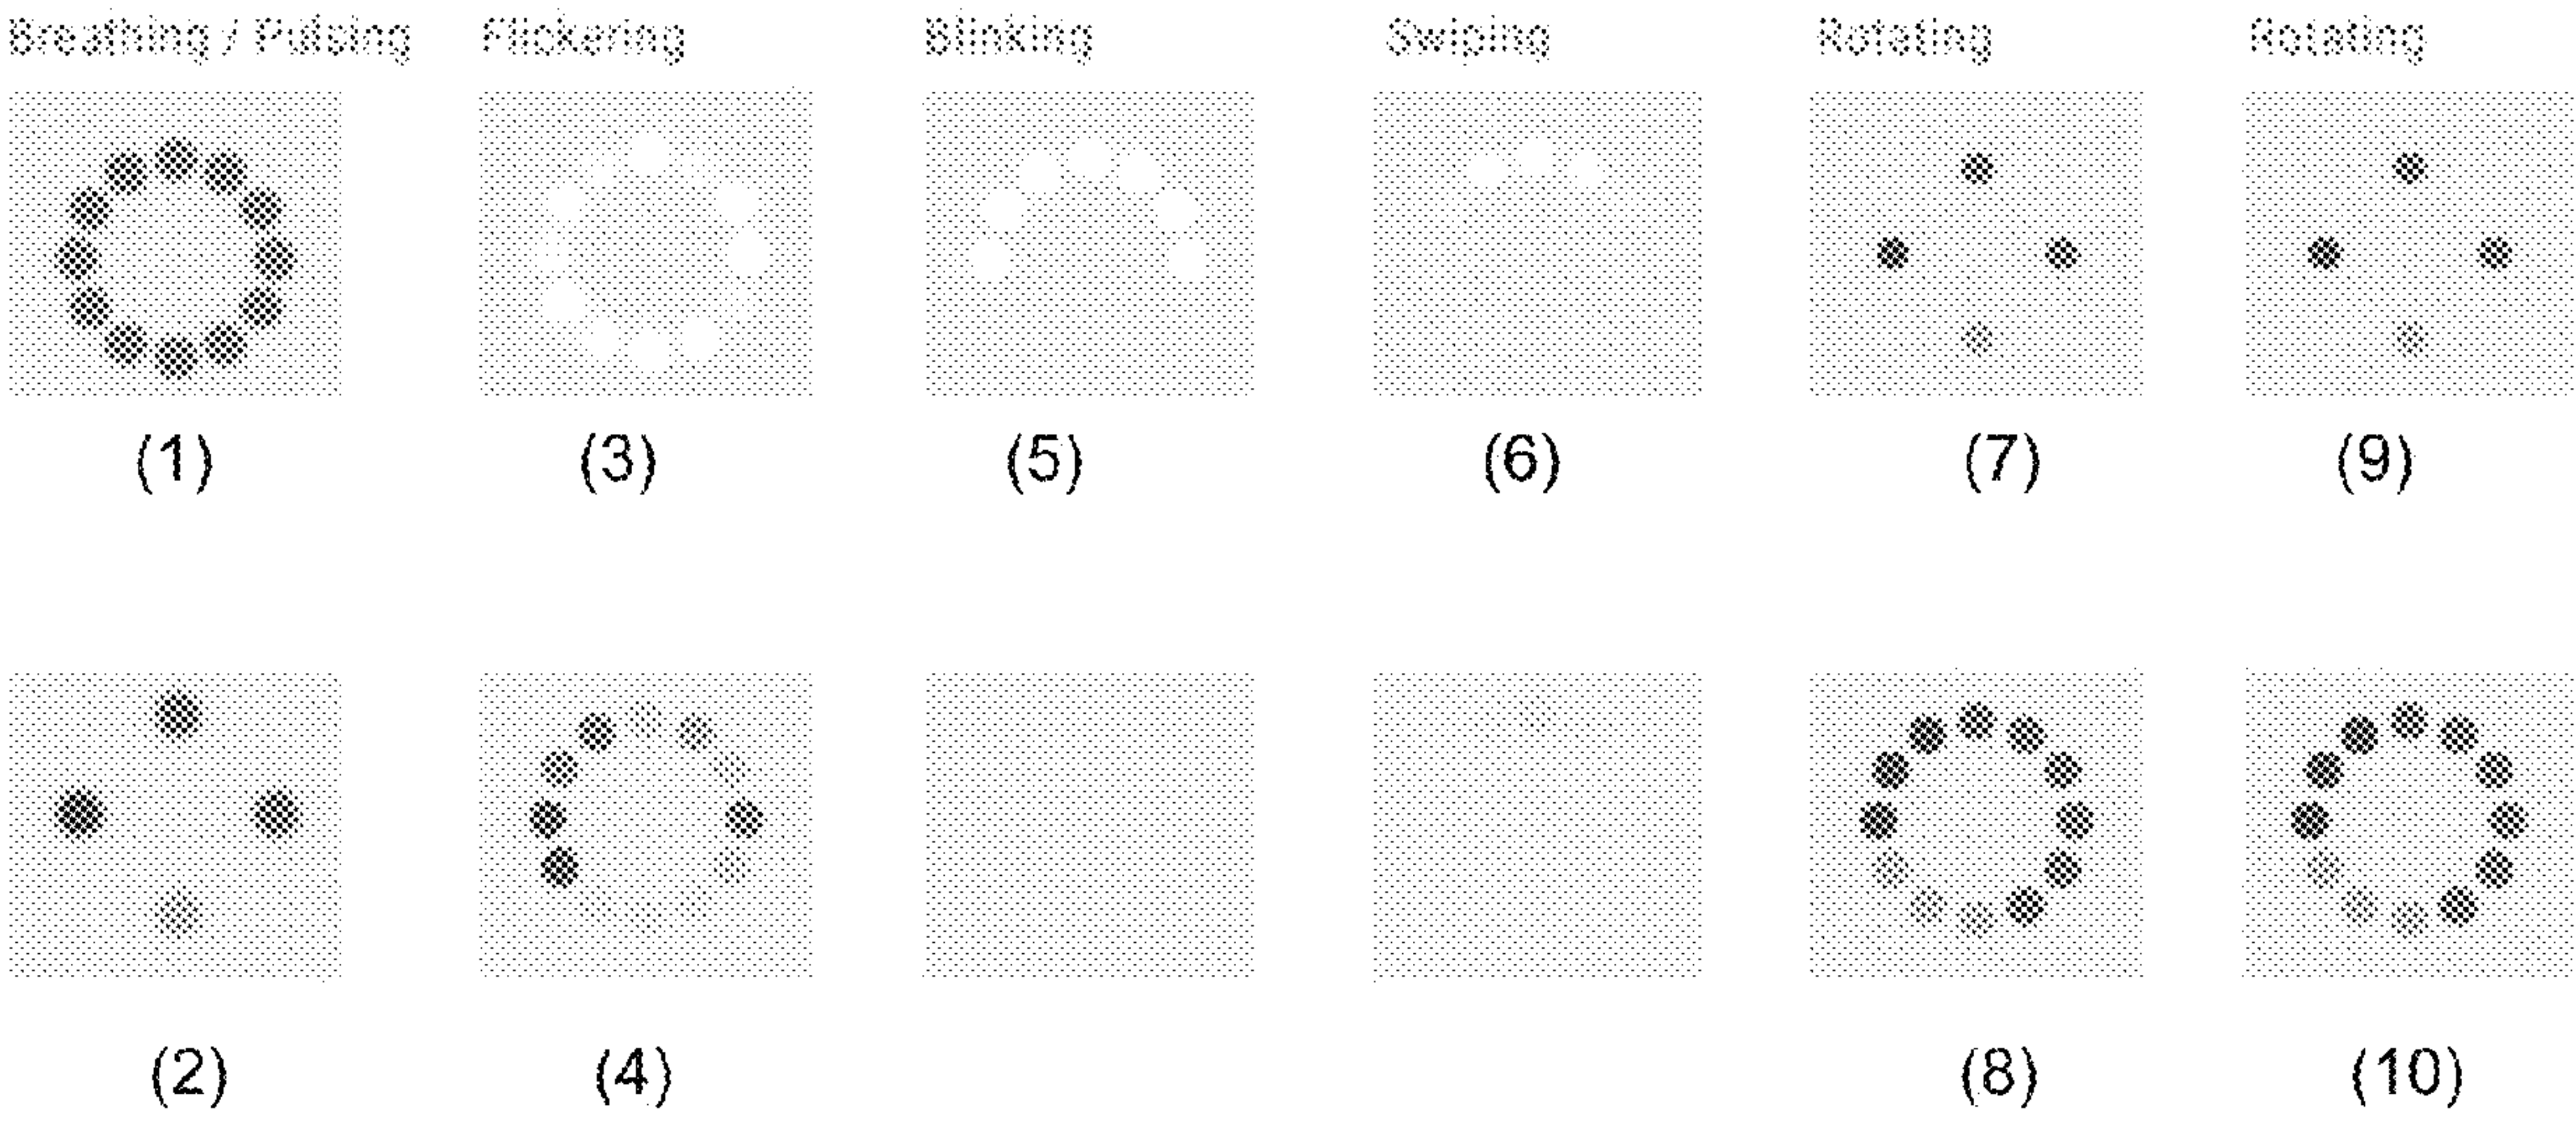 Breathing / Pulsing Flickering Blinking Swiping Rotating Rotating
(1) (3) (5) (6) (7) (9)
(2) (4) (8) (10)